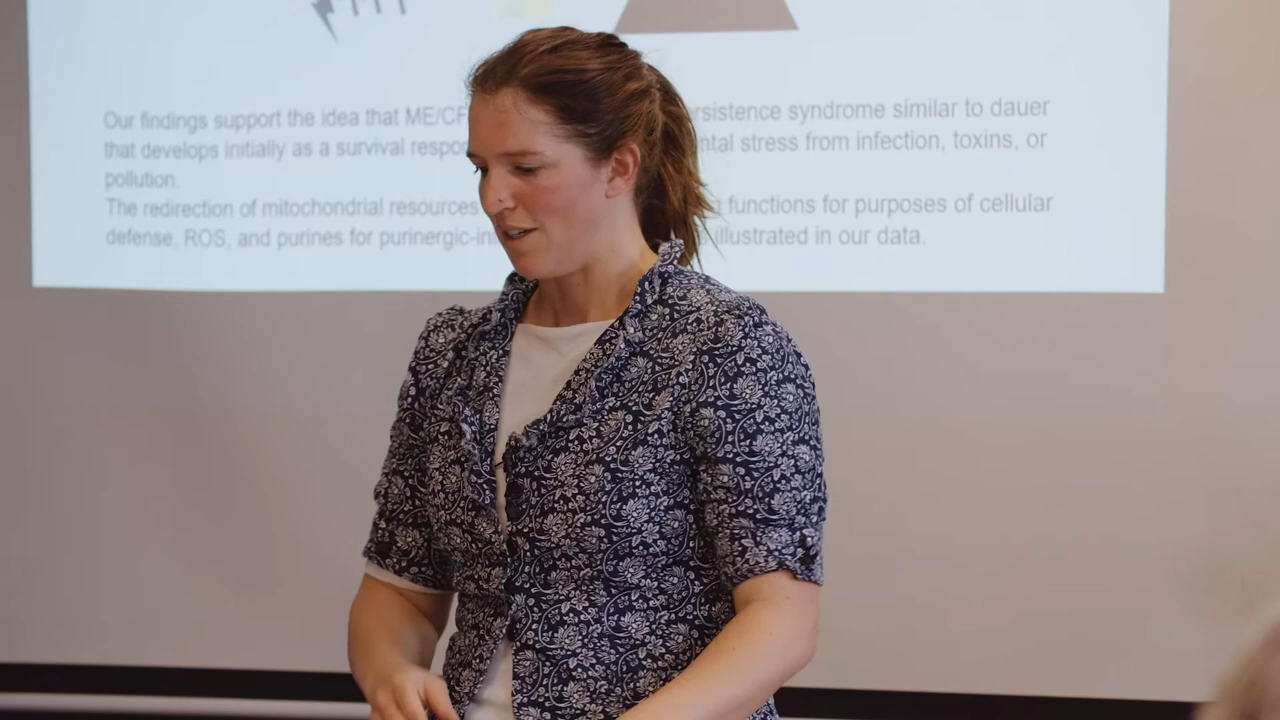 Our findings support the idea that ME/CF rsistence syndrome similar to dauer
that develops initially as a survival respo ntal stress from infection, toxins, or
pollution.
The redirection of mitochondrial resources functions for purposes of cellular
defense, ROS, and purines for purinergic-in illustrated in our data.